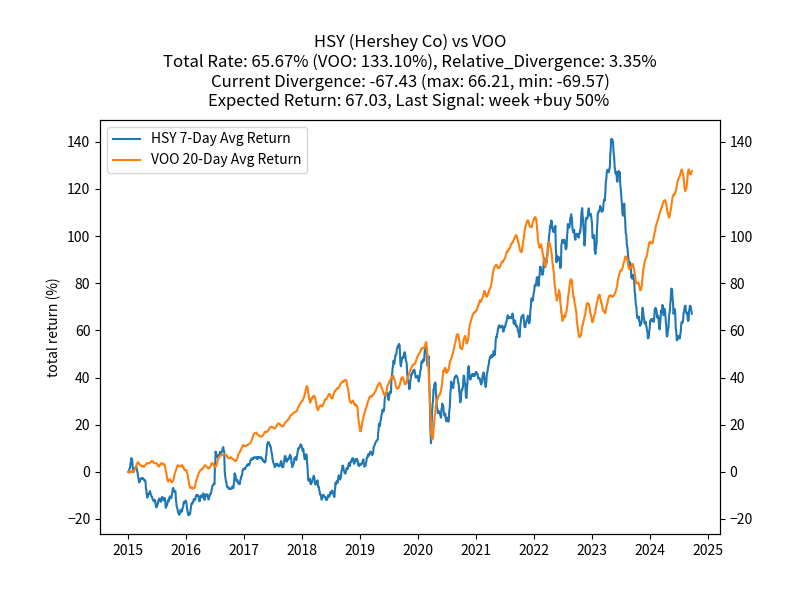 HSY (Hershey Co) vs VOO
Total Rate: 65.67% (VOO: 133.10%), Relative_Divergence: 3.35%
Current Divergence: -67.43 (max: 66.21, min: -69.57)
Expected Return: 67.03, Last Signal: week +buy 50%
HSY 7-Day Avg Return
VOO 20-Day Avg Return
total return (%)
140
120
100
80
60
40
20
0
−20
140
120
100
80
60
40
20
0
−20
2015 2016 2017 2018 2019 2020 2021 2022 2023 2024 2025